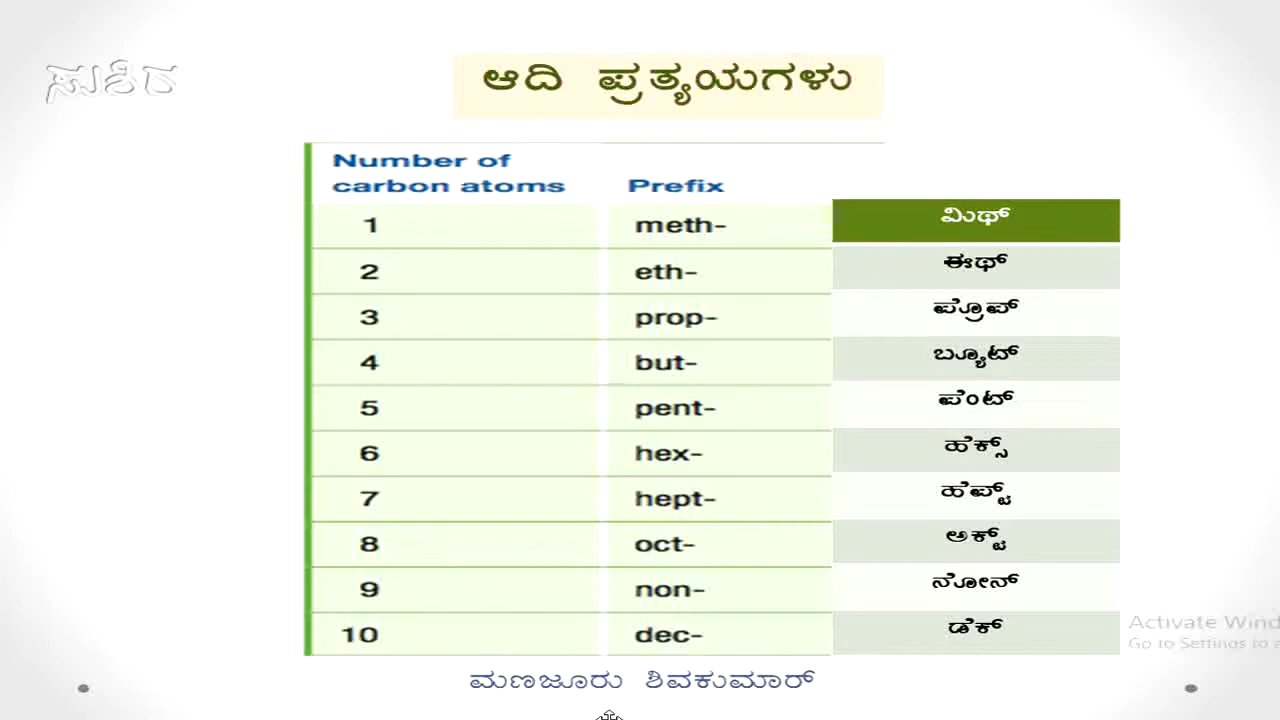 ಸುಶಿರ
ಆದಿ ಪ್ರತ್ಯಯಗಳು
Number of
carbon atoms Prefix
1 meth- ಮಿಥ್
2 eth- ಈಥ್
3 prop- ಪ್ರೊಪ್
4 but- ಬ್ಯೂಟ್
5 pent- ಪೆಂಟ್
6 hex- ಹೆಕ್ಸ್
7 hept- ಹೆಪ್ಟ್
8 oct- ಅಕ್ಟ್
9 non- ನೋನ್
10 dec- ಡೆಕ್
Activate Wind
Go to Settings to a
ಮಣಜೂರು ಶಿವಕುಮಾರ್